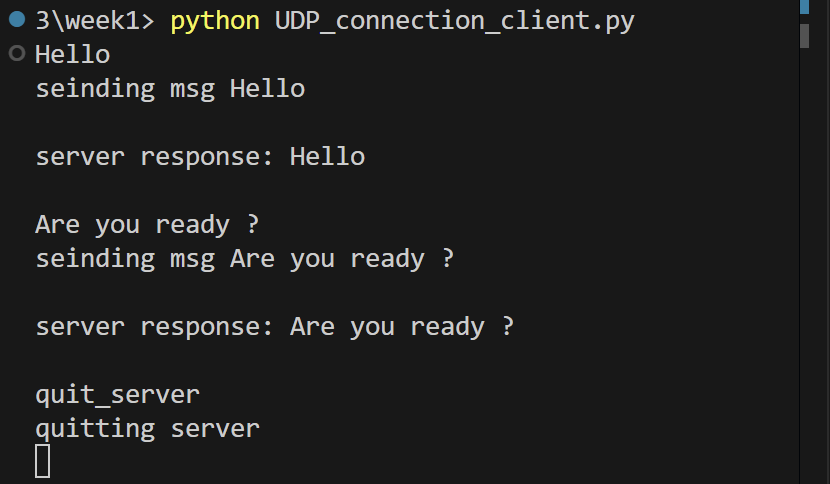 3\week1> python UDP_connection_client.py
Hello
seinding msg Hello
server response: Hello
Are you ready ?
seinding msg Are you ready ?
server response: Are you ready ?
quit_server
quitting server